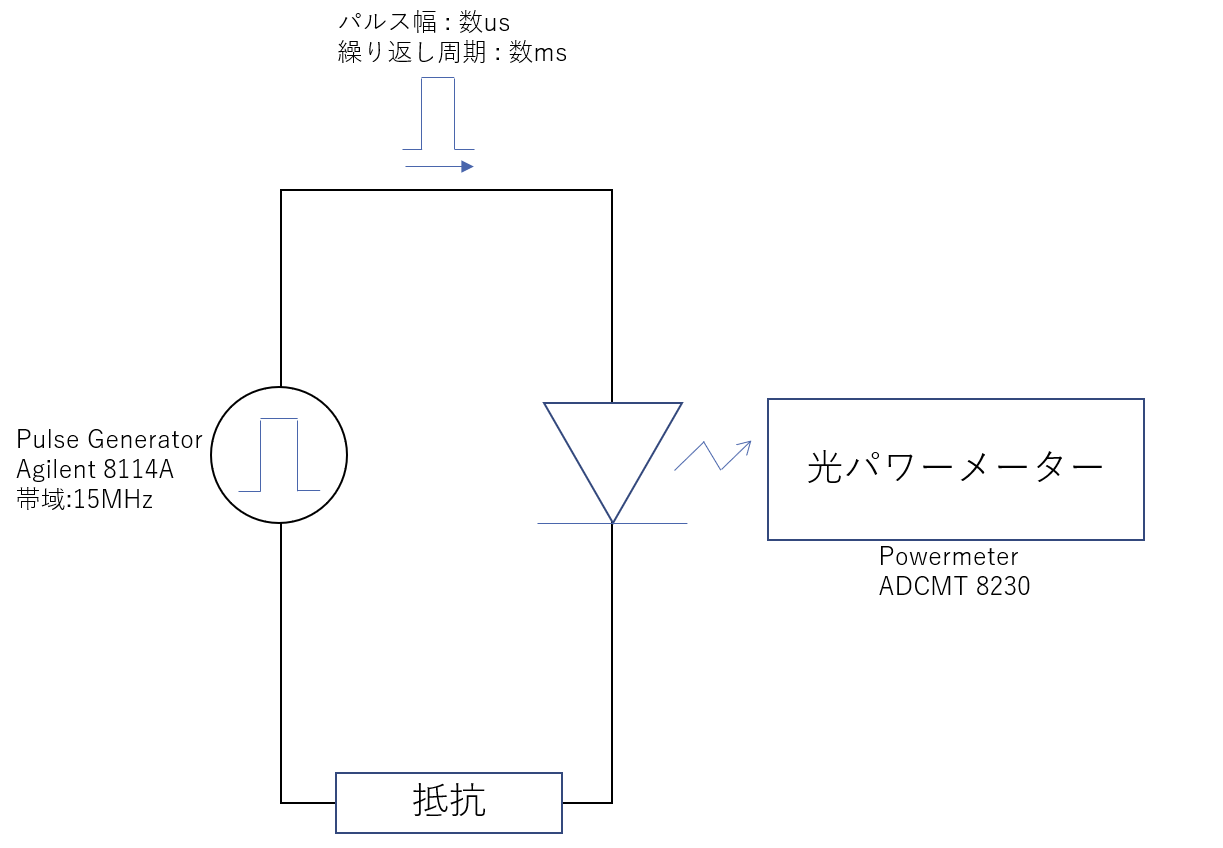 パルス幅 : 数us
繰り返し周期 : 数ms
Pulse Generator
Agilent 8114A
帯域:15MHz
光パワーメーター
Powermeter
ADCMT 8230
抵抗